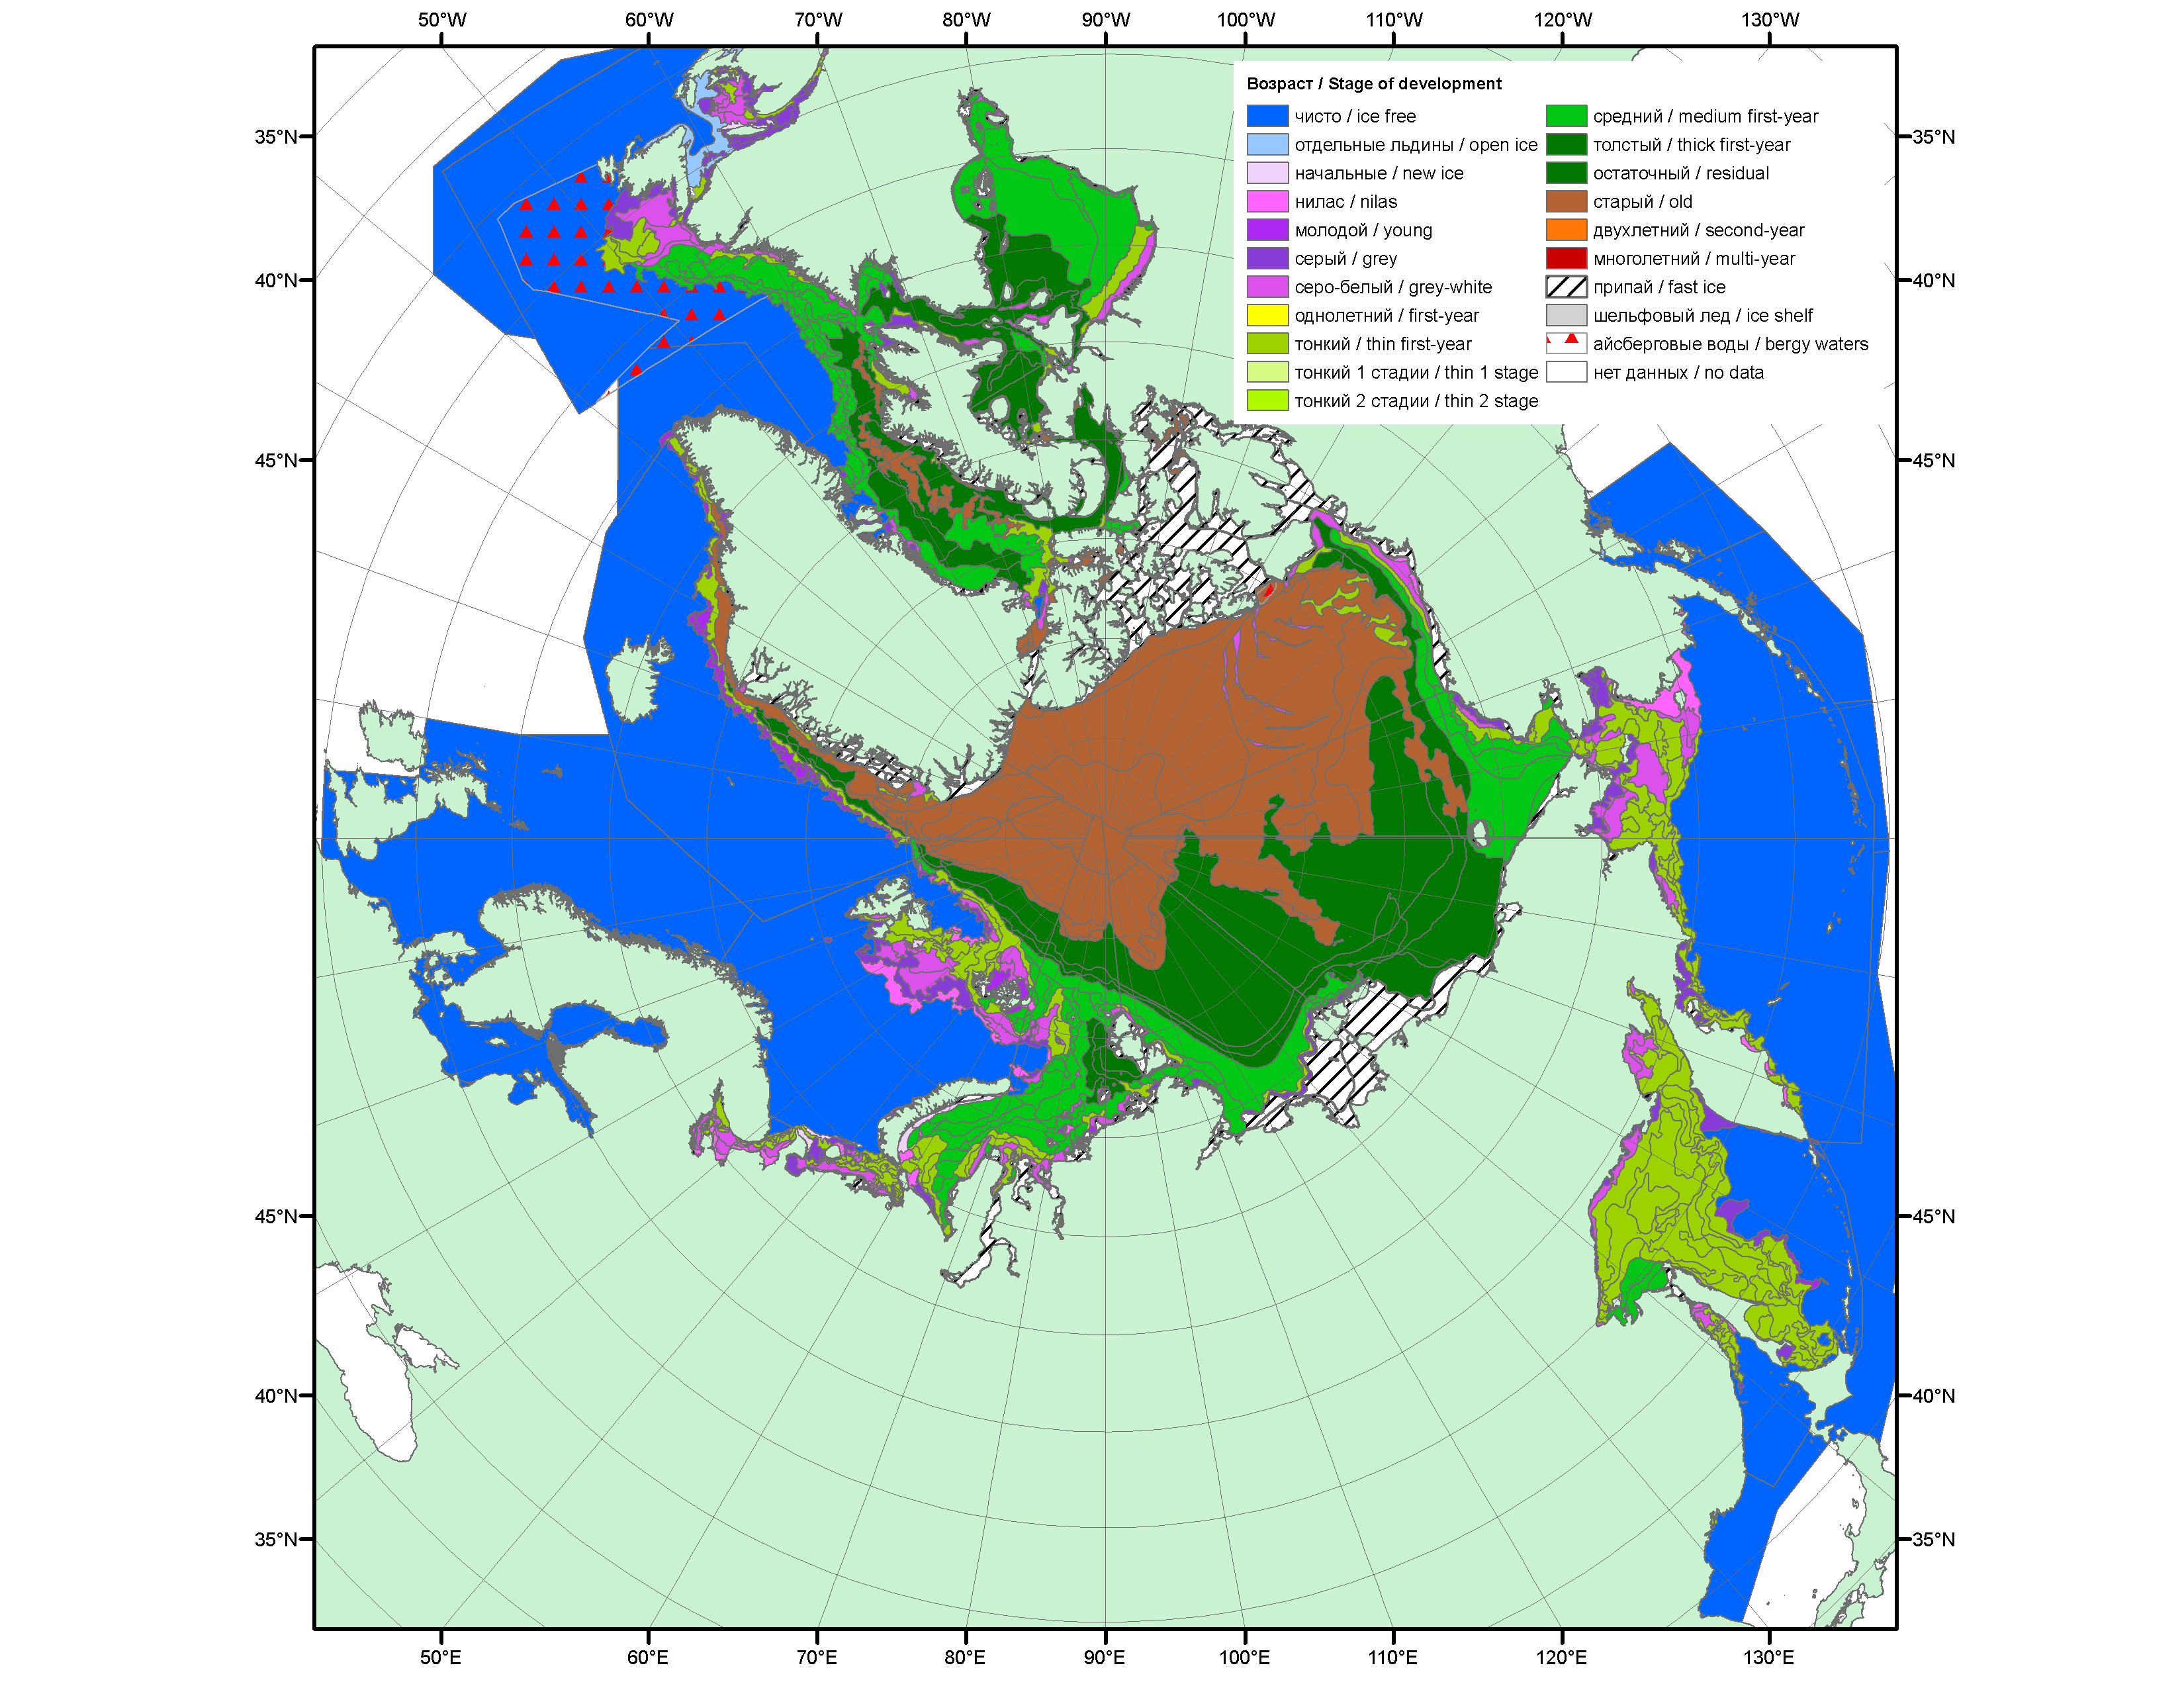 50°W 60°W 70°W 80°W 90°W 100°W 110°W 120°W 130°W
Возраст / Stage of development
чисто / ice free
отдельные льдины / open ice
начальные / new ice
нилас / nilas
молодой / young
серый / grey
серо-белый / grey-white
однолетний / first-year
тонкий / thin first-year
тонкий 1 стадии / thin 1 stage
тонкий 2 стадии / thin 2 stage
средний / medium first-year
толстый / thick first-year
остаточный / residual
старый / old
двухлетний / second-year
многолетний / multi-year
припай / fast ice
шельфовый лед / ice shelf
айсберговые воды / bergy waters
нет данных / no data
35°N 35°N
40°N 40°N
45°N 45°N
45°N 45°N
40°N 40°N
35°N 35°N
50°E 60°E 70°E 80°E 90°E 100°E 110°E 120°E 130°E